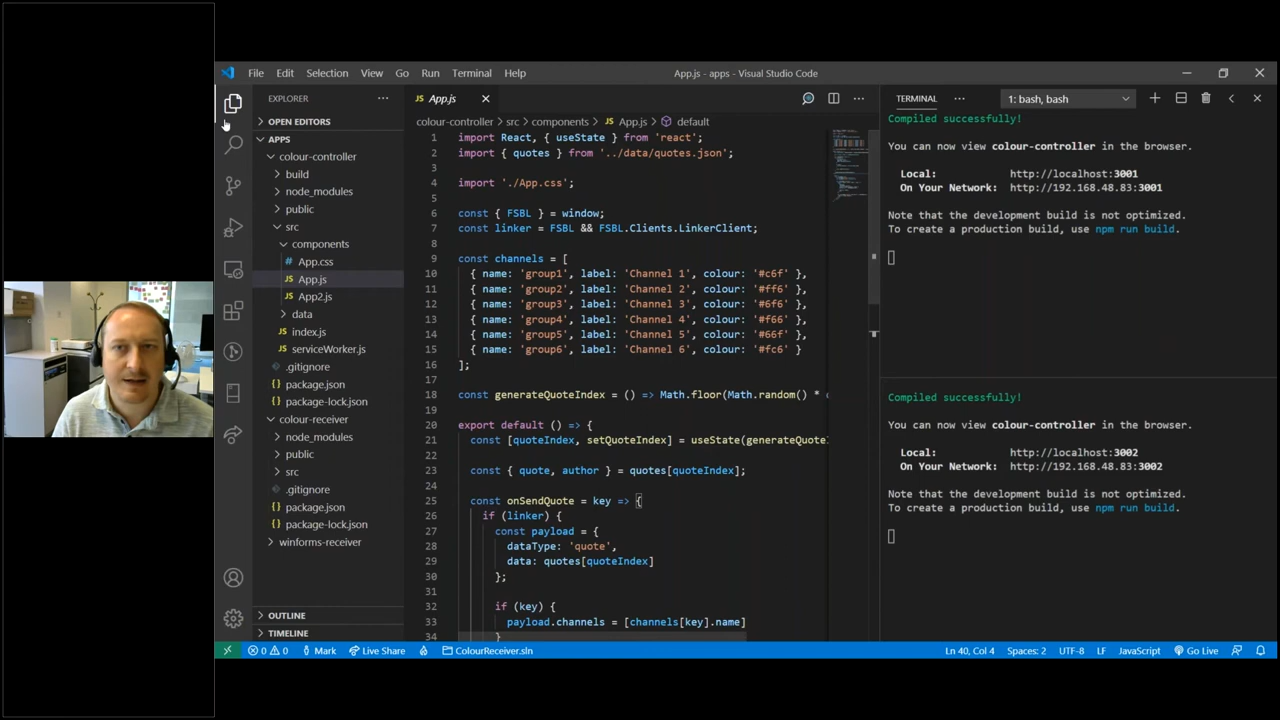 File Edit Selection View Go Run Terminal Help
App.js - apps - Visual Studio Code
EXPLORER
OPEN EDITORS
APPS
colour-controller
build
node_modules
public
src
components
App.css
App.js
App2.js
data
index.js
serviceWorker.js
.gitignore
package.json
package-lock.json
colour-receiver
node_modules
public
src
.gitignore
package.json
package-lock.json
winforms-receiver
OUTLINE
TIMELINE
App.js
colour-controller > src > components > App.js > default
1 import React, { useState } from 'react';
2 import { quotes } from '../data/quotes.json';
3
4 import './App.css';
5
6 const { FSBL } = window;
7 const linker = FSBL && FSBL.Clients.LinkerClient;
8
9 const channels = [
10 { name: 'group1', label: 'Channel 1', colour: '#c6f' },
11 { name: 'group2', label: 'Channel 2', colour: '#ff6' },
12 { name: 'group3', label: 'Channel 3', colour: '#6f6' },
13 { name: 'group4', label: 'Channel 4', colour: '#f66' },
14 { name: 'group5', label: 'Channel 5', colour: '#66f' },
15 { name: 'group6', label: 'Channel 6', colour: '#fc6' }
16 ];
17
18 const generateQuoteIndex = () => Math.floor(Math.random() *
19
20 export default () => {
21 const [quoteIndex, setQuoteIndex] = useState(generateQuoteI
22
23 const { quote, author } = quotes[quoteIndex];
24
25 const onSendQuote = key => {
26 if (linker) {
27 const payload = {
28 dataType: 'quote',
29 data: quotes[quoteIndex]
30 };
31
32 if (key) {
33 payload.channels = [channels[key].name]
34 }
TERMINAL
1: bash, bash
Compiled successfully!
You can now view colour-controller in the browser.
Local: http://localhost:3001
On Your Network: http://192.168.48.83:3001
Note that the development build is not optimized.
To create a production build, use npm run build.
Compiled successfully!
You can now view colour-controller in the browser.
Local: http://localhost:3002
On Your Network: http://192.168.48.83:3002
Note that the development build is not optimized.
To create a production build, use npm run build.
0 0 Mark Live Share ColourReceiver.sln
Ln 40, Col 4 Spaces: 2 UTF-8 LF JavaScript Go Live